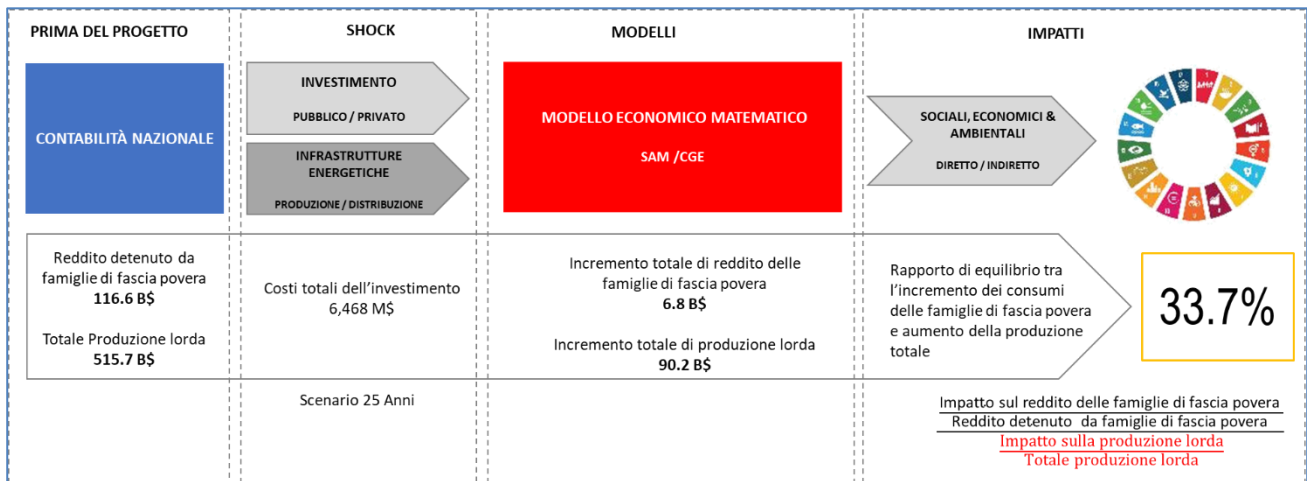 PRIMA DEL PROGETTO
SHOCK
MODELLI
IMPATTI
CONTABILITÀ NAZIONALE
INVESTIMENTO
PUBBLICO / PRIVATO
INFRASTRUTTURE
ENERGETICHE
PRODUZIONE / DISTRIBUZIONE
MODELLO ECONOMICO MATEMATICO
SAM /CGE
SOCIALI, ECONOMICI &
AMBIENTALI
DIRETTO / INDIRETTO
Reddito detenuto da
famiglie di fascia povera
116.6 B$
Totale Produzione lorda
515.7 B$
Costi totali dell'investimento
6,468 M$
Incremento totale di reddito delle
famiglie di fascia povera
6.8 B$
Incremento totale di produzione lorda
90.2 B$
Rapporto di equilibrio tra
l'incremento dei consumi
delle famiglie di fascia povera
e aumento della produzione
totale
33.7%
Scenario 25 Anni
Impatto sul reddito delle famiglie di fascia povera
Reddito detenuto da famiglie di fascia povera
Impatto sulla produzione lorda
Totale produzione lorda